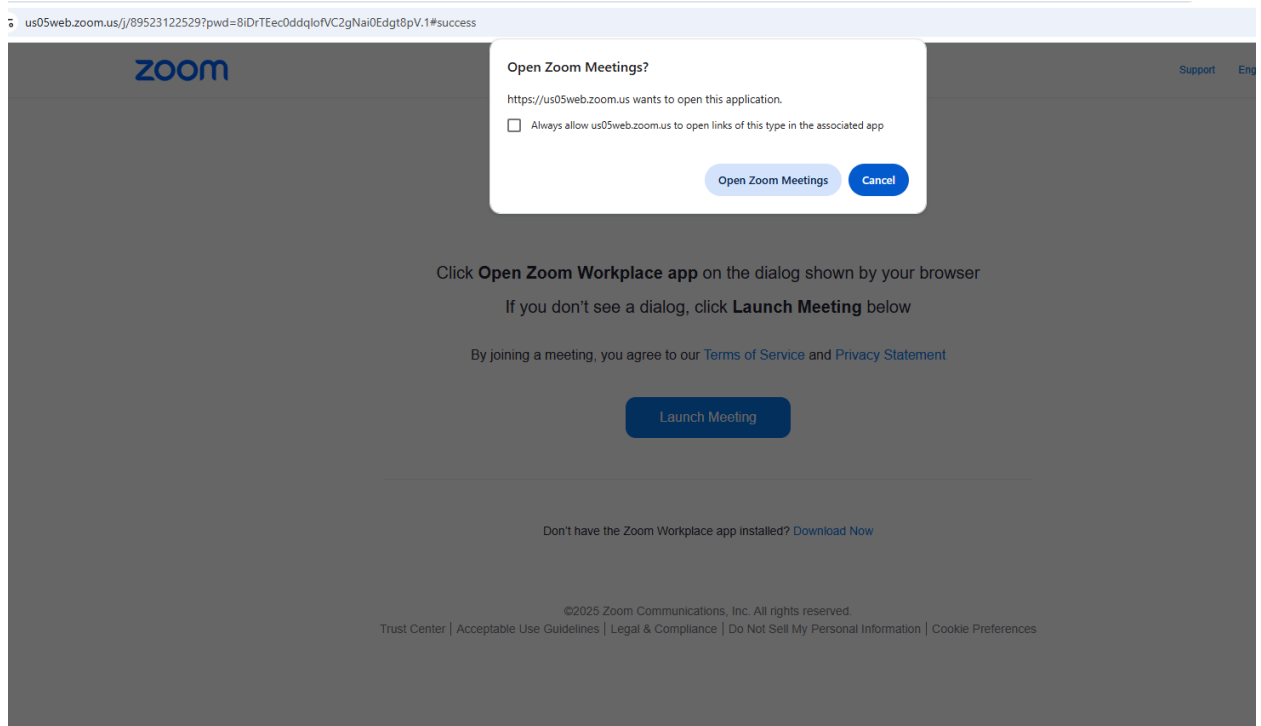 us05web.zoom.us/j/89523122529?pwd=8iDrTEec0ddqlofVC2gNai0Edgt8pV.1#success
zoom
Support
Eng
Open Zoom Meetings?
https://us05web.zoom.us wants to open this application.
Always allow us05web.zoom.us to open links of this type in the associated app
Open Zoom Meetings Cancel
Click Open Zoom Workplace app on the dialog shown by your browser
If you don't see a dialog, click Launch Meeting below
By joining a meeting, you agree to our Terms of Service and Privacy Statement
Launch Meeting
Don't have the Zoom Workplace app installed? Download Now
©2025 Zoom Communications, Inc. All rights reserved.
Trust Center | Acceptable Use Guidelines | Legal & Compliance | Do Not Sell My Personal Information | Cookie Preferences